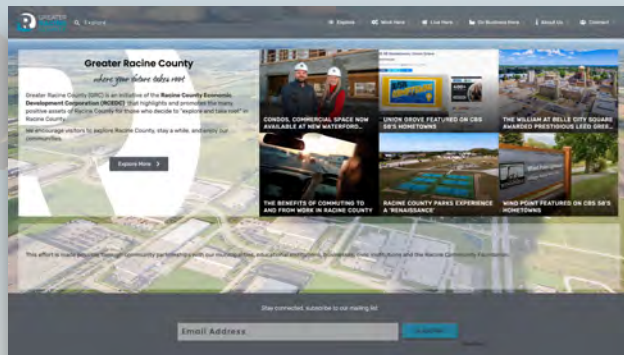 GREATER
RACINE
Explore
Explore
Work Here
Live Here
Do Business Here
About Us
Contact
Greater Racine County
where your future takes root
Greater Racine County (GRC) is an initiative of the Racine County Economic
Development Corporation (RCEDC) that highlights and promotes the many
positive assets of Racine County for those who decide to "explore and take root" in
Racine County.
We encourage visitors to explore Racine County, stay a while, and enjoy our
communities.
Explore More
CONDOS, COMMERCIAL SPACE NOW
AVAILABLE AT NEW WATERFORD...
UNION GROVE FEATURED ON CBS
58'S HOMETOWNS
THE WILLIAM AT BELLE CITY SQUARE
AWARDED PRESTIGIOUS LEED GREE...
THE BENEFITS OF COMMUTING TO
AND FROM WORK IN RACINE COUNTY
RACINE COUNTY PARKS EXPERIENCE
A 'RENAISSANCE'
WIND POINT FEATURED ON CBS 58'S
HOMETOWNS
This effort is made possible through community partnerships with our municipalities, educational institutions, businesses, civic institutions and the Racine Community Foundation.
Stay connected, subscribe to our mailing list
Email Address